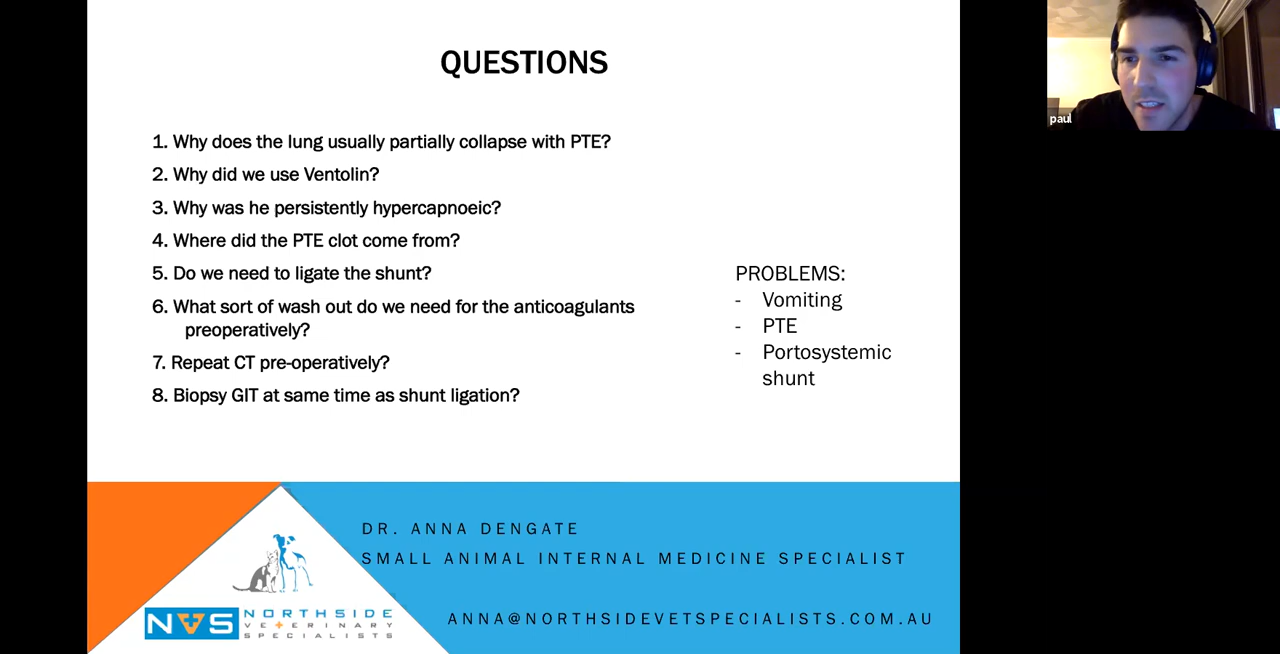 QUESTIONS
1. Why does the lung usually partially collapse with PTE?
2. Why did we use Ventolin?
3. Why was he persistently hypercapnoeic?
4. Where did the PTE clot come from?
5. Do we need to ligate the shunt?
6. What sort of wash out do we need for the anticoagulants
preoperatively?
7. Repeat CT pre-operatively?
8. Biopsy GIT at same time as shunt ligation?
PROBLEMS:
- Vomiting
- PTE
- Portosystemic
shunt
DR. ANNA DENGATE
SMALL ANIMAL INTERNAL MEDICINE SPECIALIST
ANNA@NORTHSIDEVETSPECIALISTS.COM.AU
NVS
NORTHSIDE
VETERINARY
SPECIALISTS
paul